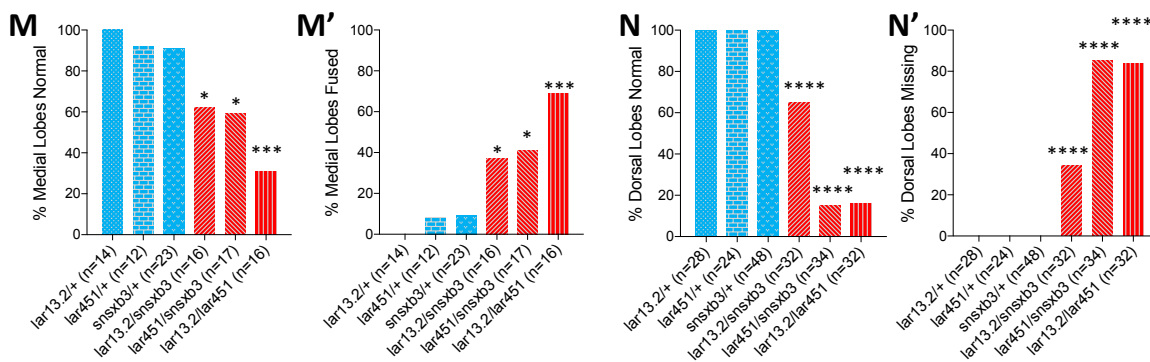 M
% Medial Lobes Normal
100
80
60
40
20
0
*
*
***
lar13.2/+ (n=14)
lar451/+ (n=12)
snsxb3/+ (n=23)
lar13.2/snsxb3 (n=16)
lar451/snsxb3 (n=17)
lar13.2/lar451 (n=16)
M’
% Medial Lobes Fused
100
80
60
40
20
0
*
*
***
lar13.2/+ (n=14)
lar451/+ (n=12)
snsxb3/+ (n=23)
lar13.2/snsxb3 (n=16)
lar451/snsxb3 (n=17)
lar13.2/lar451 (n=16)
N
% Dorsal Lobes Normal
100
80
60
40
20
0
****
****
****
lar13.2/+ (n=28)
lar451/+ (n=24)
snsxb3/+ (n=48)
lar13.2/snsxb3 (n=32)
lar451/snsxb3 (n=34)
lar13.2/lar451 (n=32)
N’
% Dorsal Lobes Missing
100
80
60
40
20
0
****
****
****
lar13.2/+ (n=28)
lar451/+ (n=24)
snsxb3/+ (n=48)
lar13.2/snsxb3 (n=32)
lar451/snsxb3 (n=34)
lar13.2/lar451 (n=32)